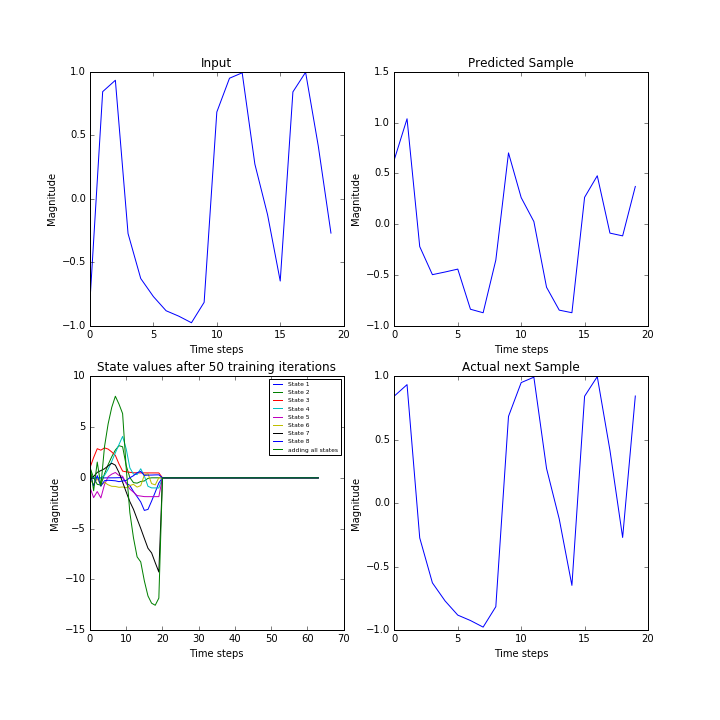 Input
1.0
0.5
0.0
−0.5
−1.0
Magnitude
0 5 10 15 20
Time steps
Predicted Sample
1.5
1.0
0.5
0.0
−0.5
−1.0
Magnitude
0 5 10 15 20
Time steps
State values after 50 training iterations
10
5
0
−5
−10
−15
Magnitude
0 10 20 30 40 50 60 70
Time steps
State 1
State 2
State 3
State 4
State 5
State 6
State 7
State 8
adding all states
Actual next Sample
1.0
0.5
0.0
−0.5
−1.0
Magnitude
0 5 10 15 20
Time steps